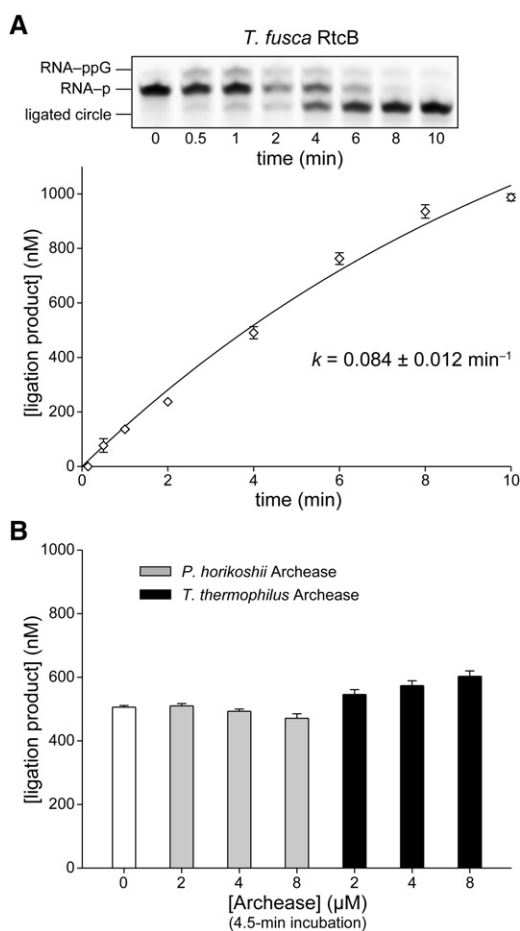 A
T. fusca RtcB
RNA–ppG
RNA–p
ligated circle
0 0.5 1 2 4 6 8 10
time (min)
1000
800
600
400
200
0
[ligation product] (nM)
k = 0.084 ± 0.012 min⁻¹
0 2 4 6 8 10
time (min)
B
1000
800
600
400
200
0
[ligation product] (nM)
P. horikoshii Archease
T. thermophilus Archease
0 2 4 8 2 4 8
[Archease] (μM)
(4.5-min incubation)